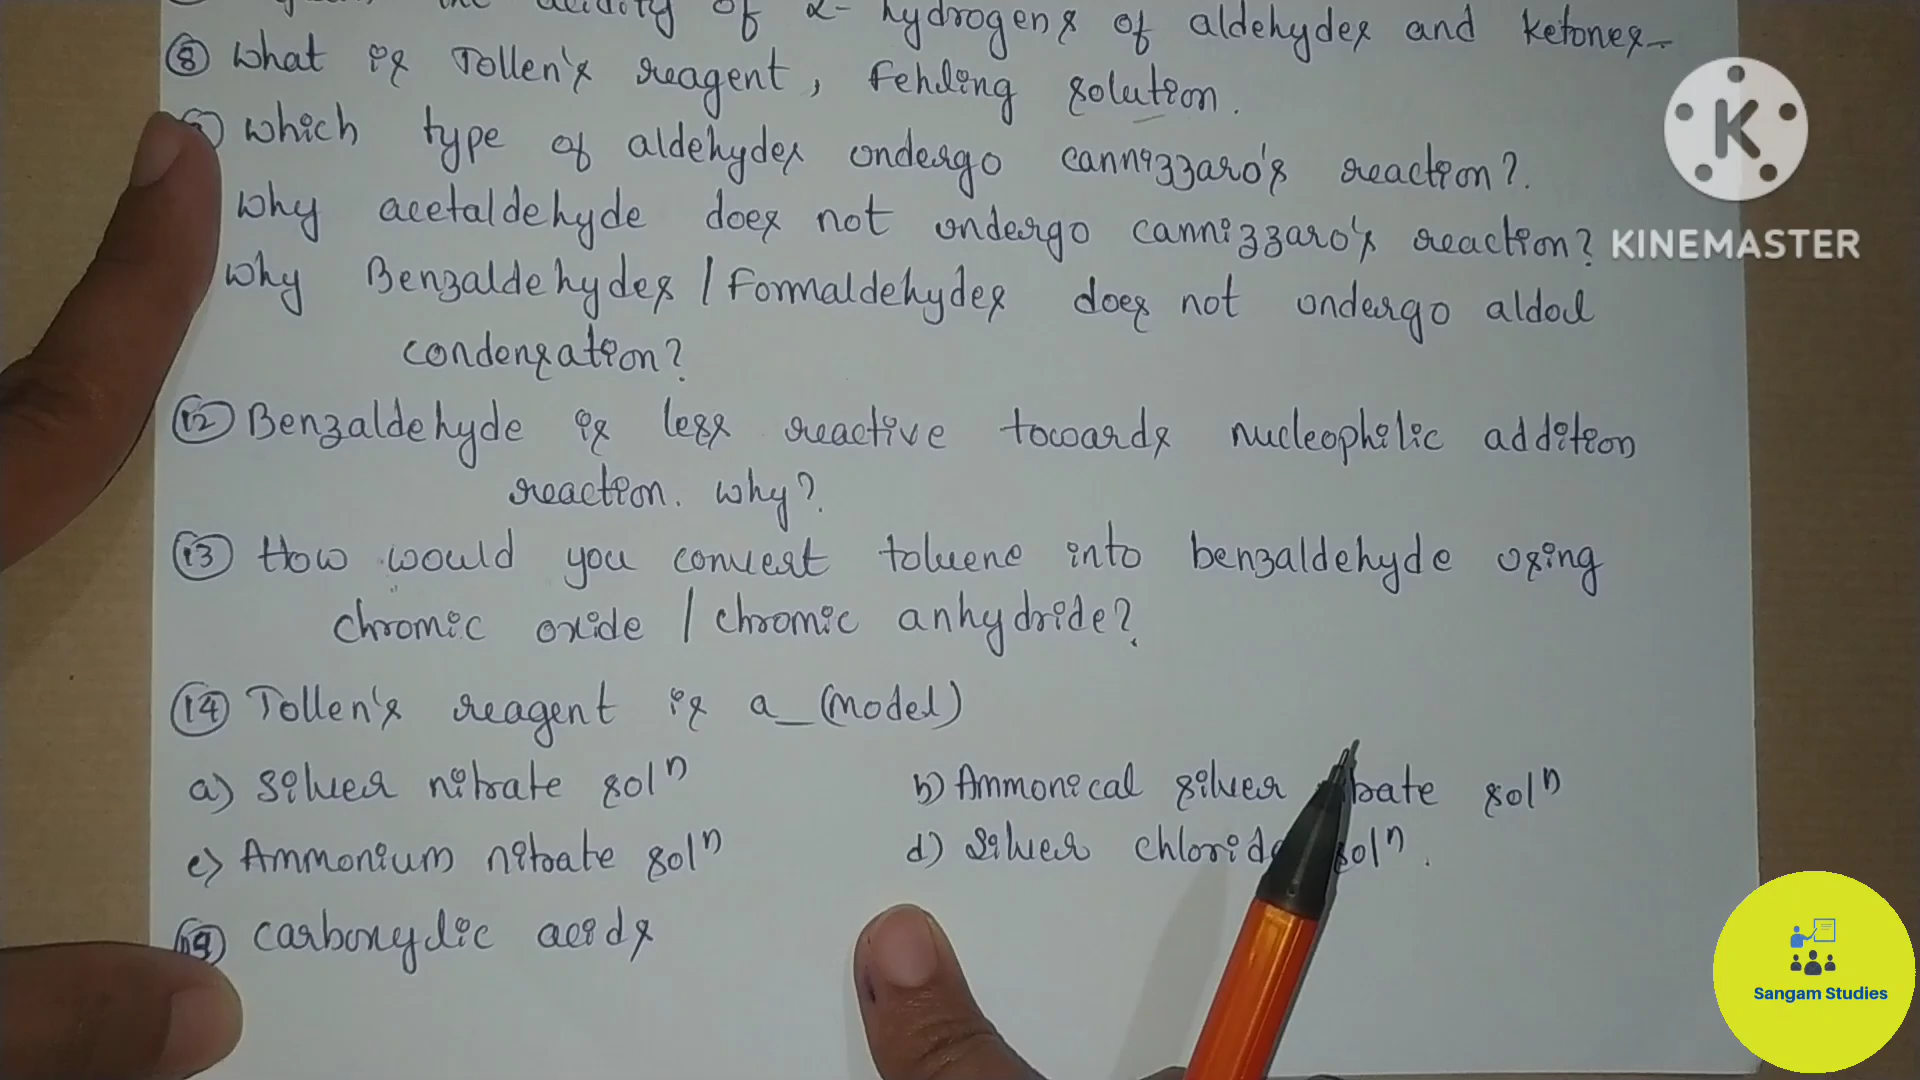 the acidity of α- hydrogens of aldehydes and ketones-
⑧ What is Tollen's reagent, Fehling solution.
which type of aldehydes undergo cannizzaro's reaction?.
why acetaldehyde does not undergo cannizzaro's reaction?
why Benzaldehydes / Formaldehydes does not undergo aldol
condensation?
⑫ Benzaldehyde is less reactive towards nucleophilic addition
reaction. why?
⑬ How would you convert toluene into benzaldehyde using
chromic oxide / chromic anhydride?
⑭ Tollen's reagent is a_ (model)
a) Silver nitrate solⁿ b) Ammonical silver nitrate solⁿ
c) Ammonium nitrate solⁿ d) Silver chloride solⁿ.
carboxylic acids
KINEMASTER
Sangam Studies